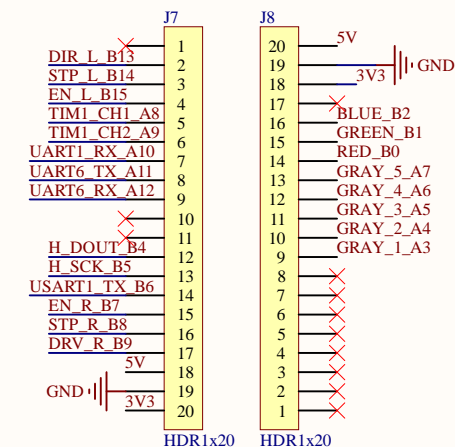 J7 J8
1 20 5V
DIR_L_B13 2 19 GND
STP_L_B14 3 18 3V3
EN_L_B15 4 17
TIM1_CH1_A8 5 16 BLUE_B2
TIM1_CH2_A9 6 15 GREEN_B1
UART1_RX_A10 7 14 RED_B0
UART6_TX_A11 8 13 GRAY_5_A7
UART6_RX_A12 9 12 GRAY_4_A6
10 11 GRAY_3_A5
11 10 GRAY_2_A4
H_DOUT_B4 12 9 GRAY_1_A3
H_SCK_B5 13 8
USART1_TX_B6 14 7
EN_R_B7 15 6
STP_R_B8 16 5
DRV_R_B9 17 4
5V 18 3
GND 19 2
3V3 20 1
HDR1x20 HDR1x20